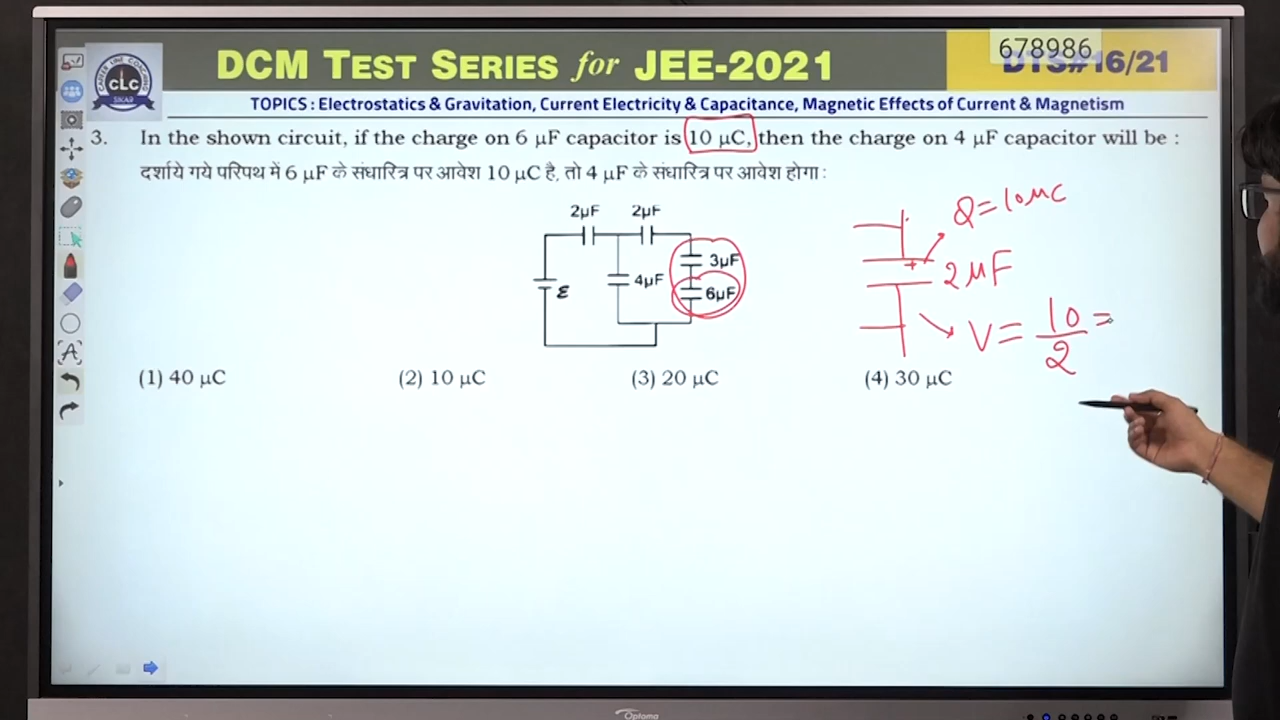 678986
DCM TEST SERIES for JEE-2021
DTS#16/21
CLC
SIKAR
TOPICS : Electrostatics & Gravitation, Current Electricity & Capacitance, Magnetic Effects of Current & Magnetism
3. In the shown circuit, if the charge on 6 μF capacitor is 10 μC, then the charge on 4 μF capacitor will be :
दर्शाये गये परिपथ में 6 μF के संधारित्र पर आवेश 10 μC है, तो 4 μF के संधारित्र पर आवेश होगा :
2μF 2μF
3μF
4μF 6μF
ε
Q=10μC
+
2μF
V= 10/2 =
(1) 40 μC (2) 10 μC (3) 20 μC (4) 30 μC
Optoma